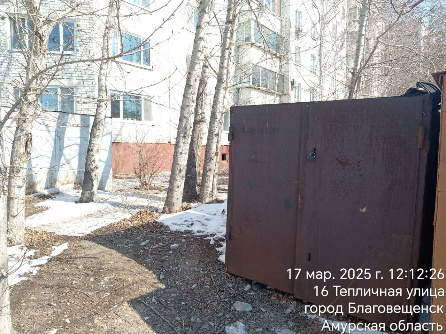 17 мар. 2025 г. 12:12:26
16 Тепличная улица
город Благовещенск
Амурская область